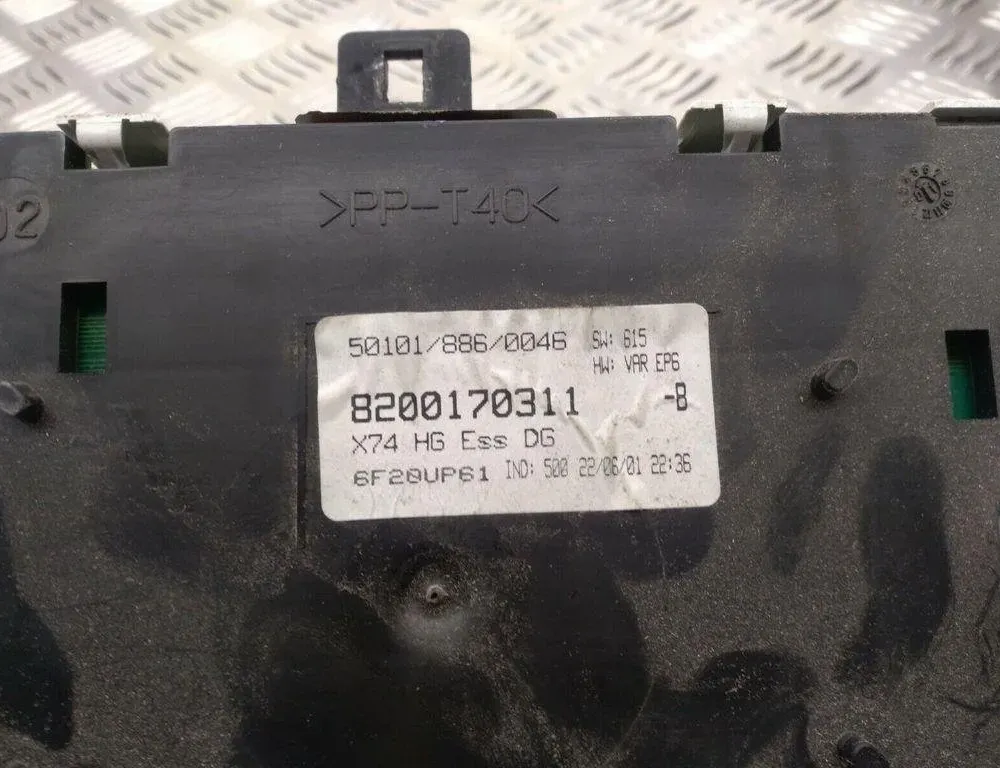 >PP-T40<
02
50101/886/0046 SW: 615
HW: VAR EP6
8200170311 -B
X74 HG Ess DG
6F20UP61 IND: 500 22/06/01 22:36